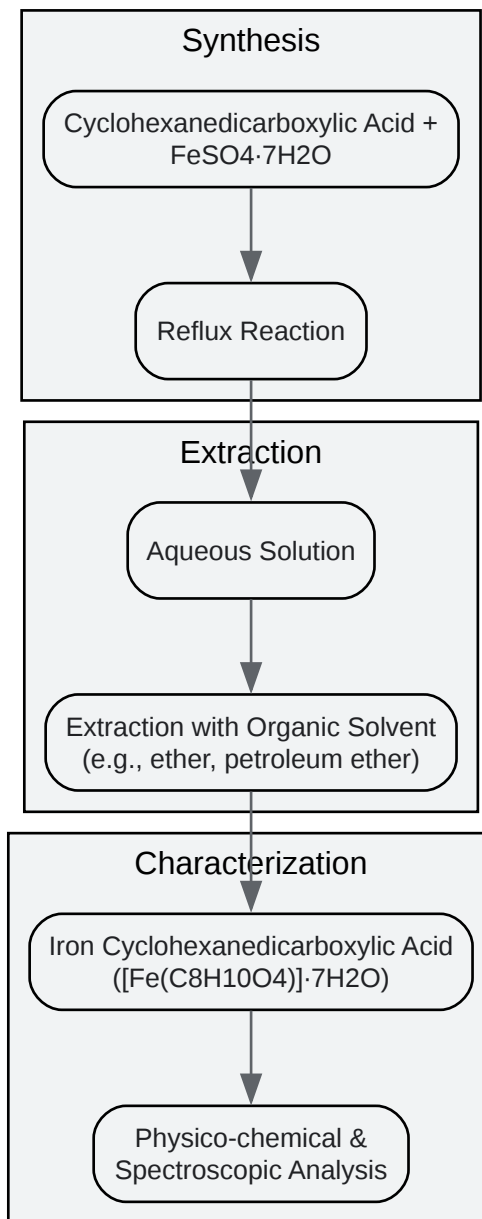 Synthesis
Cyclohexanedicarboxylic Acid +
FeSO4·7H2O
Reflux Reaction
Extraction
Aqueous Solution
Extraction with Organic Solvent
(e.g., ether, petroleum ether)
Characterization
Iron Cyclohexanedicarboxylic Acid
([Fe(C8H10O4)]·7H2O)
Physico-chemical &
Spectroscopic Analysis